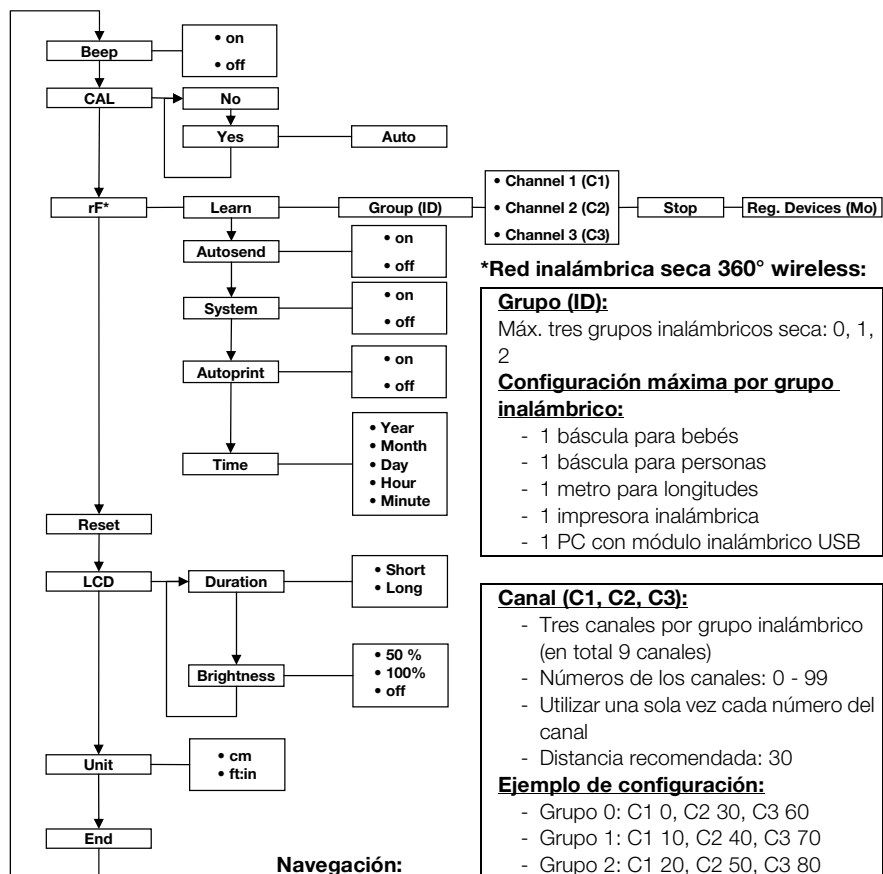 Beep
• on
• off
CAL
No
Yes
Auto
rF*
Learn
Group (ID)
• Channel 1 (C1)
• Channel 2 (C2)
• Channel 3 (C3)
Stop
Reg. Devices (Mo)
Autosend
• on
• off
System
• on
• off
Autoprint
• on
• off
Time
• Year
• Month
• Day
• Hour
• Minute
Reset
LCD
Duration
• Short
• Long
Brightness
• 50 %
• 100%
• off
Unit
• cm
• ft:in
End
Navegación:
*Red inalámbrica seca 360° wireless:
Grupo (ID):
Máx. tres grupos inalámbricos seca: 0, 1,
2
Configuración máxima por grupo
inalámbrico:
- 1 báscula para bebés
- 1 báscula para personas
- 1 metro para longitudes
- 1 impresora inalámbrica
- 1 PC con módulo inalámbrico USB
Canal (C1, C2, C3):
- Tres canales por grupo inalámbrico
(en total 9 canales)
- Números de los canales: 0 - 99
- Utilizar una sola vez cada número del
canal
- Distancia recomendada: 30
Ejemplo de configuración:
- Grupo 0: C1 0, C2 30, C3 60
- Grupo 1: C1 10, C2 40, C3 70
- Grupo 2: C1 20, C2 50, C3 80